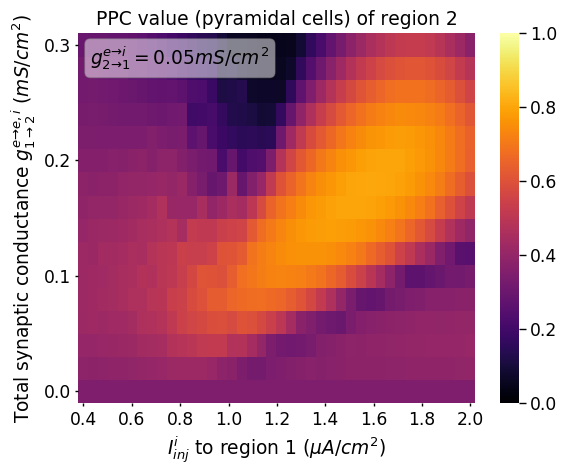 PPC value (pyramidal cells) of region 2
g_{2→1}^{e→i} = 0.05mS/cm^2
Total synaptic conductance g_{1→2}^{e→e,i} (mS/cm^2)
0.3
0.2
0.1
0.0
0.4 0.6 0.8 1.0 1.2 1.4 1.6 1.8 2.0
I_{inj}^{i} to region 1 (μA/cm^2)
1.0
0.8
0.6
0.4
0.2
0.0